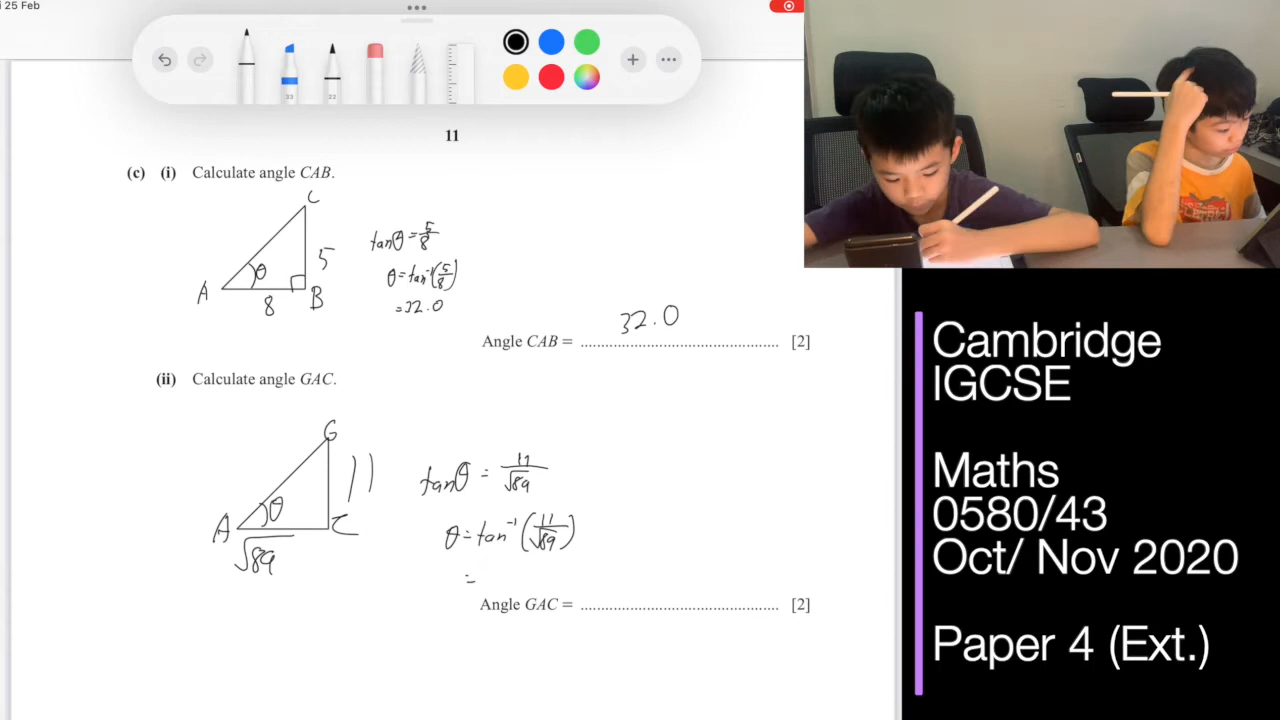 i 25 Feb
33
22
11
(c) (i) Calculate angle CAB.
C
A
θ
5
8
B
tanθ = 5/8
θ = tan⁻¹(5/8)
= 32.0
32.0
Angle CAB = ................................................ [2]
(ii) Calculate angle GAC.
G
A
θ
11
C
√89
tanθ = 11/√89
θ = tan⁻¹(11/√89)
=
Angle GAC = ................................................ [2]
Cambridge
IGCSE
Maths
0580/43
Oct/ Nov 2020
Paper 4 (Ext.)